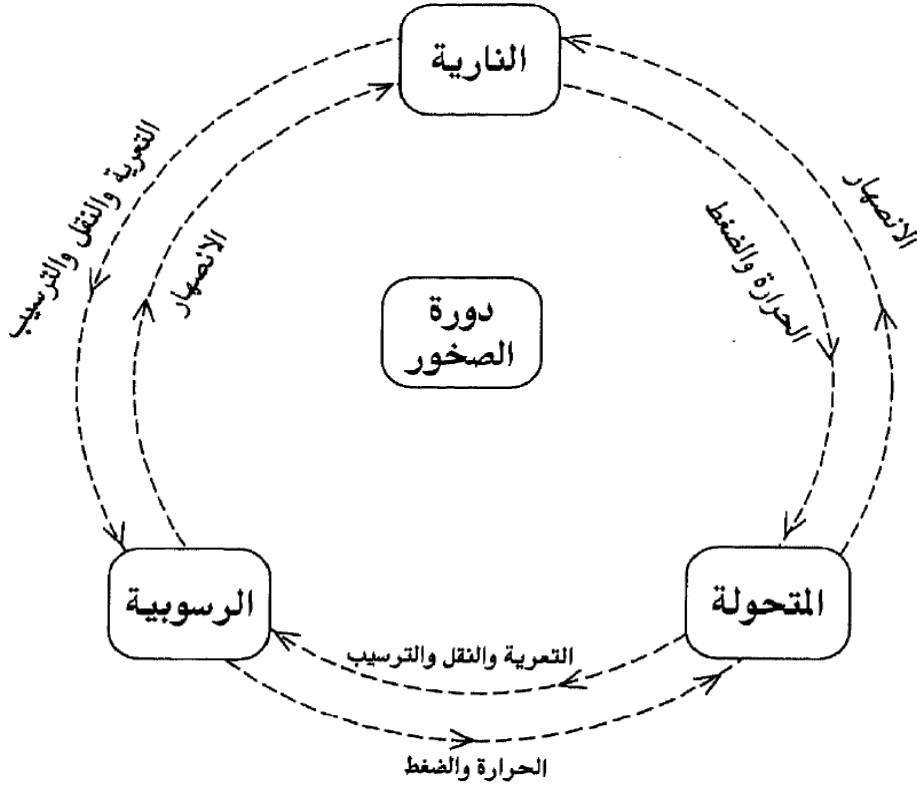 النارية
التعرية والنقل والترسيب
الانصهار
الانصهار
الحرارة والضغط
دورة
الصخور
المتحولة
الرسوبية
التعرية والنقل والترسيب
الحرارة والضغط